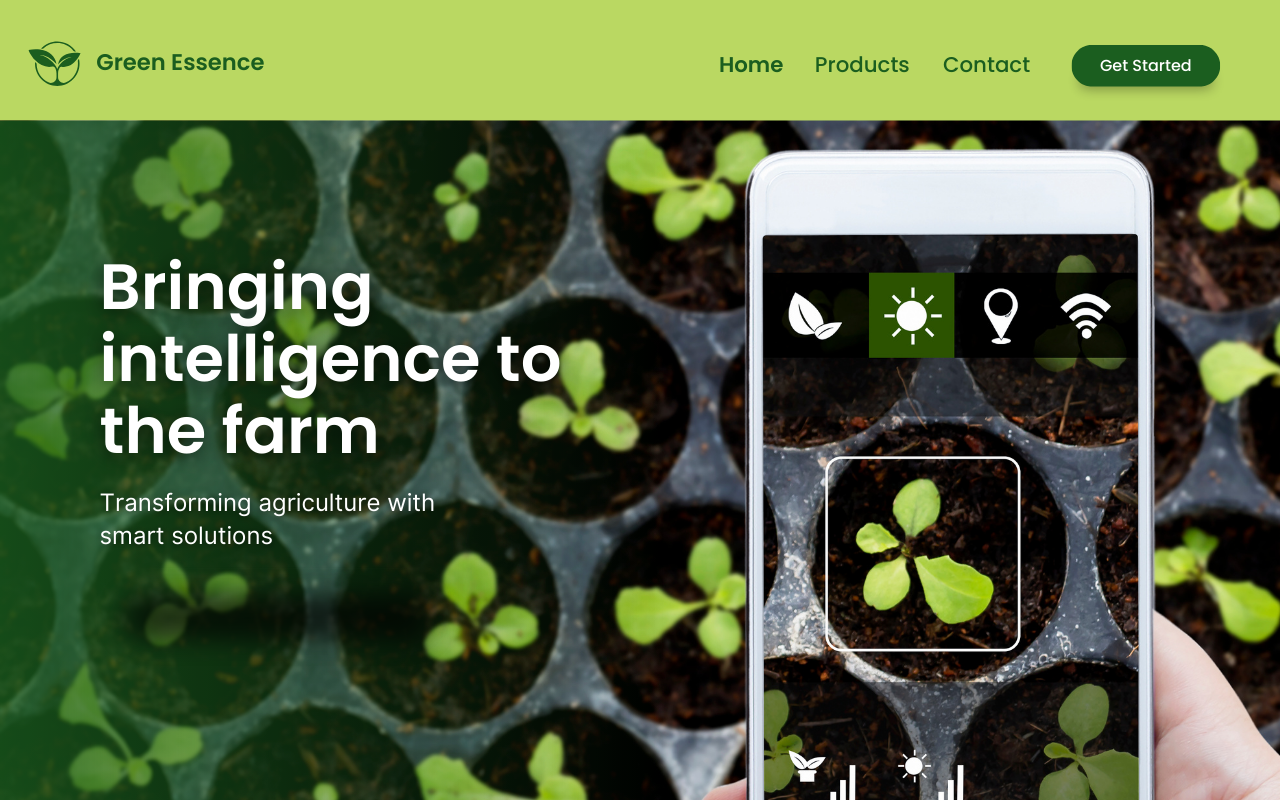 Green Essence
Home Products Contact Get Started
Bringing
intelligence to
the farm
Transforming agriculture with
smart solutions